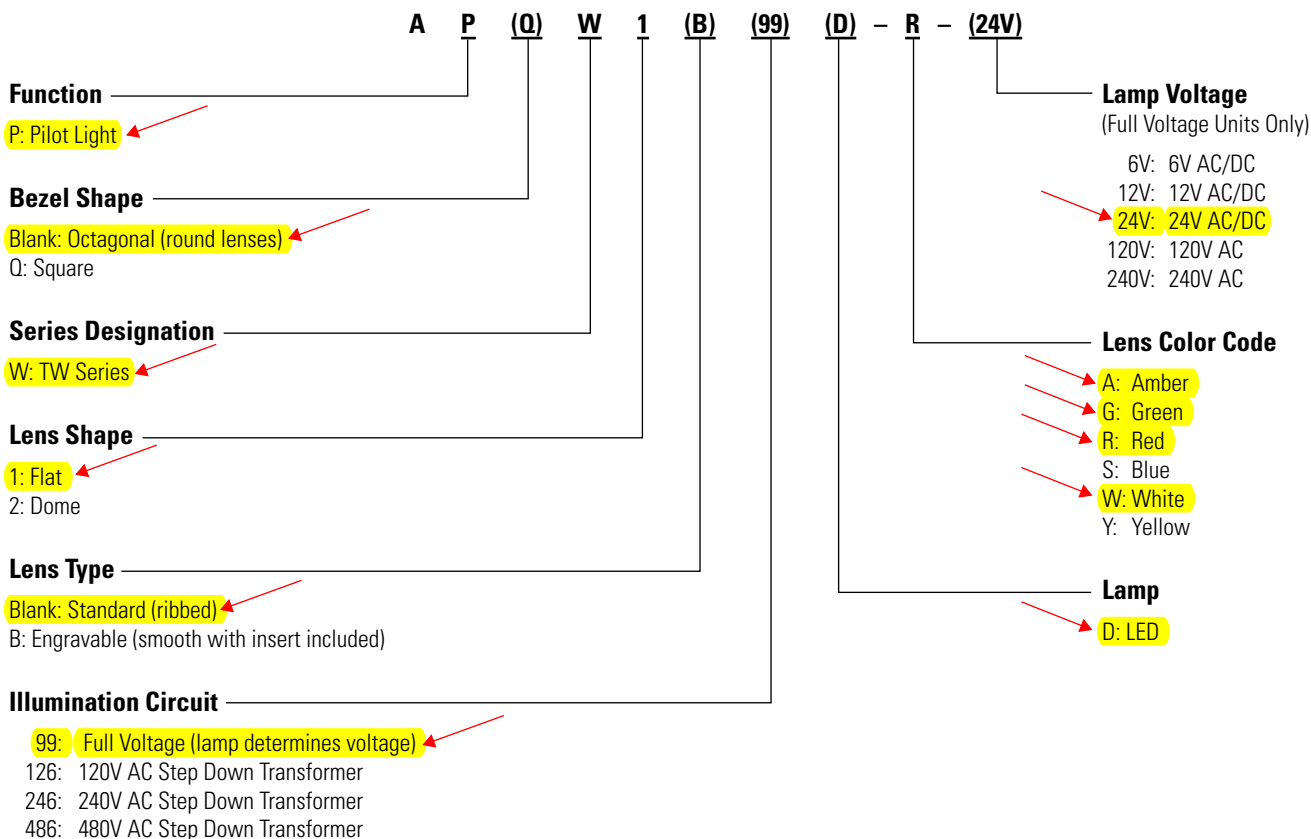 A P (Q) W 1 (B) (99) (D) – R – (24V)
Function
P: Pilot Light
Bezel Shape
Blank: Octagonal (round lenses)
Q: Square
Series Designation
W: TW Series
Lens Shape
1: Flat
2: Dome
Lens Type
Blank: Standard (ribbed)
B: Engravable (smooth with insert included)
Illumination Circuit
99: Full Voltage (lamp determines voltage)
126: 120V AC Step Down Transformer
246: 240V AC Step Down Transformer
486: 480V AC Step Down Transformer
Lamp Voltage
(Full Voltage Units Only)
6V: 6V AC/DC
12V: 12V AC/DC
24V: 24V AC/DC
120V: 120V AC
240V: 240V AC
Lens Color Code
A: Amber
G: Green
R: Red
S: Blue
W: White
Y: Yellow
Lamp
D: LED